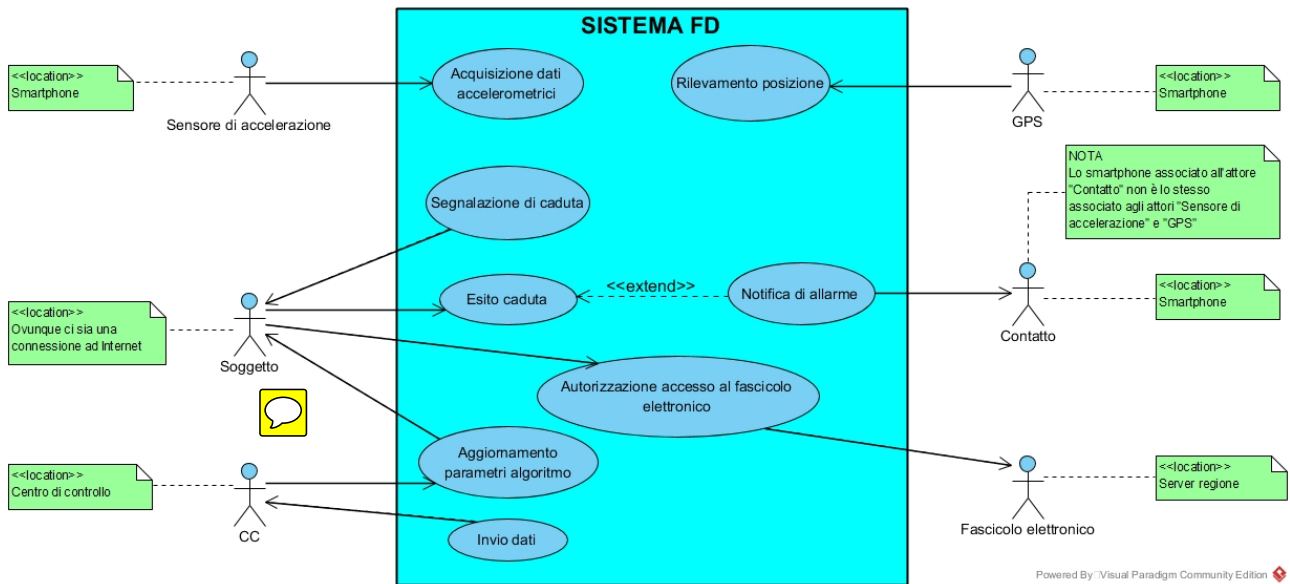 SISTEMA FD
<<location>>
Smartphone
Sensore di accelerazione
Acquisizione dati
accelerometrici
Rilevamento posizione
GPS
<<location>>
Smartphone
NOTA
Lo smartphone associato all'attore
"Contatto" non è lo stesso
associato agli attori "Sensore di
accelerazione" e "GPS"
Segnalazione di caduta
<<location>>
Ovunque ci sia una
connessione ad Internet
Soggetto
Esito caduta
<<extend>>
Notifica di allarme
Contatto
<<location>>
Smartphone
Autorizzazione accesso al fascicolo
elettronico
Aggiornamento
parametri algoritmo
<<location>>
Centro di controllo
CC
Invio dati
Fascicolo elettronico
<<location>>
Server regione
Powered By Visual Paradigm Community Edition